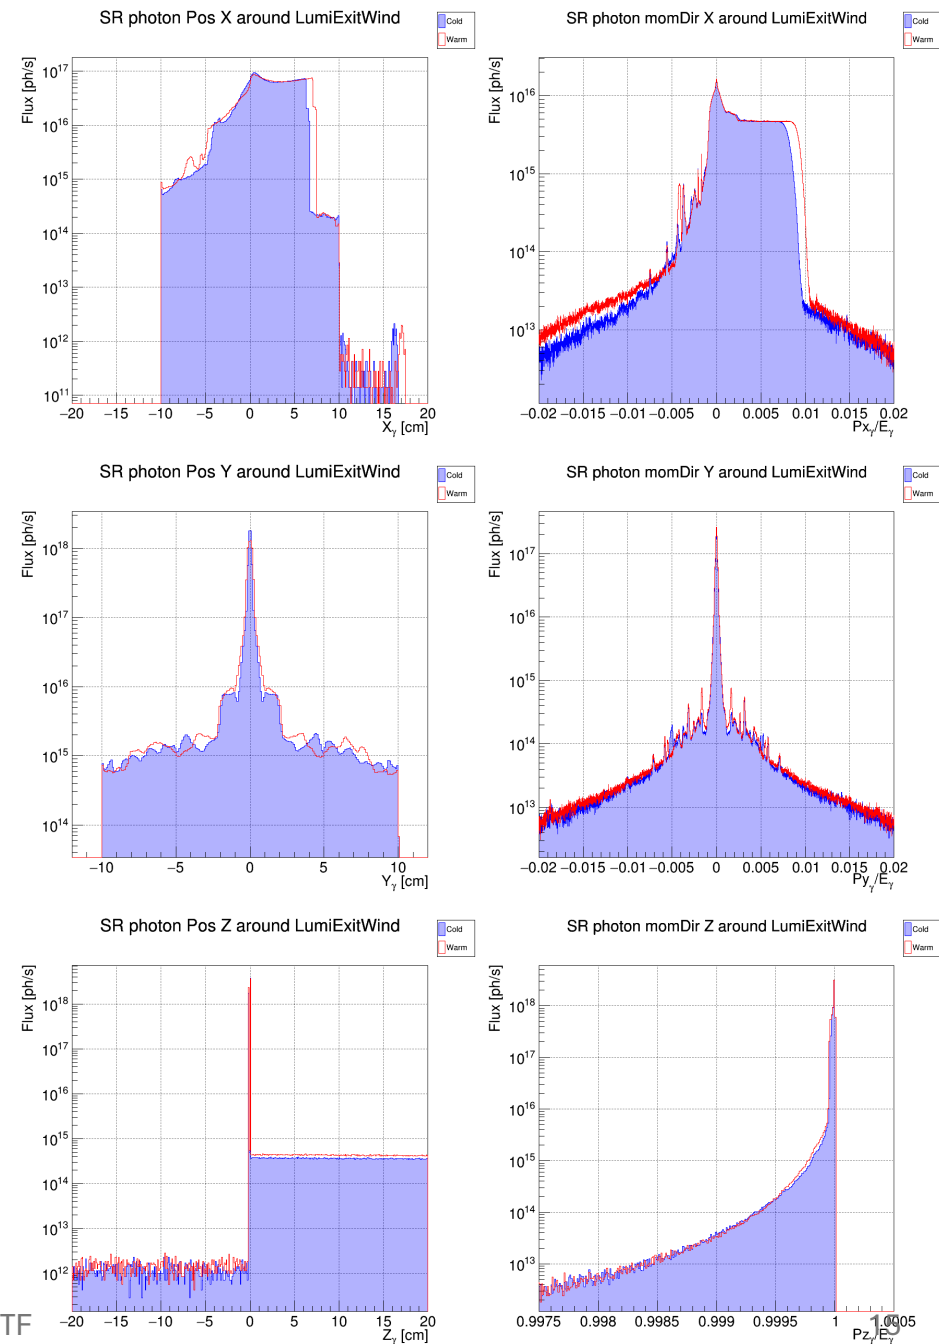 SR photon Pos X around LumiExitWind
Cold
Warm
Flux [ph/s]
10^17
10^16
10^15
10^14
10^13
10^12
10^11
−20 −15 −10 −5 0 5 10 15 20
X_γ [cm]
SR photon momDir X around LumiExitWind
Cold
Warm
Flux [ph/s]
10^16
10^15
10^14
10^13
−0.02 −0.015 −0.01 −0.005 0 0.005 0.01 0.015 0.02
Px_γ/E_γ
SR photon Pos Y around LumiExitWind
Cold
Warm
Flux [ph/s]
10^18
10^17
10^16
10^15
10^14
−10 −5 0 5 10
Y_γ [cm]
SR photon momDir Y around LumiExitWind
Cold
Warm
Flux [ph/s]
10^17
10^16
10^15
10^14
10^13
−0.02 −0.015 −0.01 −0.005 0 0.005 0.01 0.015 0.02
Py_γ/E_γ
SR photon Pos Z around LumiExitWind
Cold
Warm
Flux [ph/s]
10^18
10^17
10^16
10^15
10^14
10^13
10^12
−20 −15 −10 −5 0 5 10 15 20
Z_γ [cm]
SR photon momDir Z around LumiExitWind
Cold
Warm
Flux [ph/s]
10^18
10^17
10^16
10^15
10^14
10^13
0.9975 0.998 0.9985 0.999 0.9995 1
Pz_γ/E_γ
TF